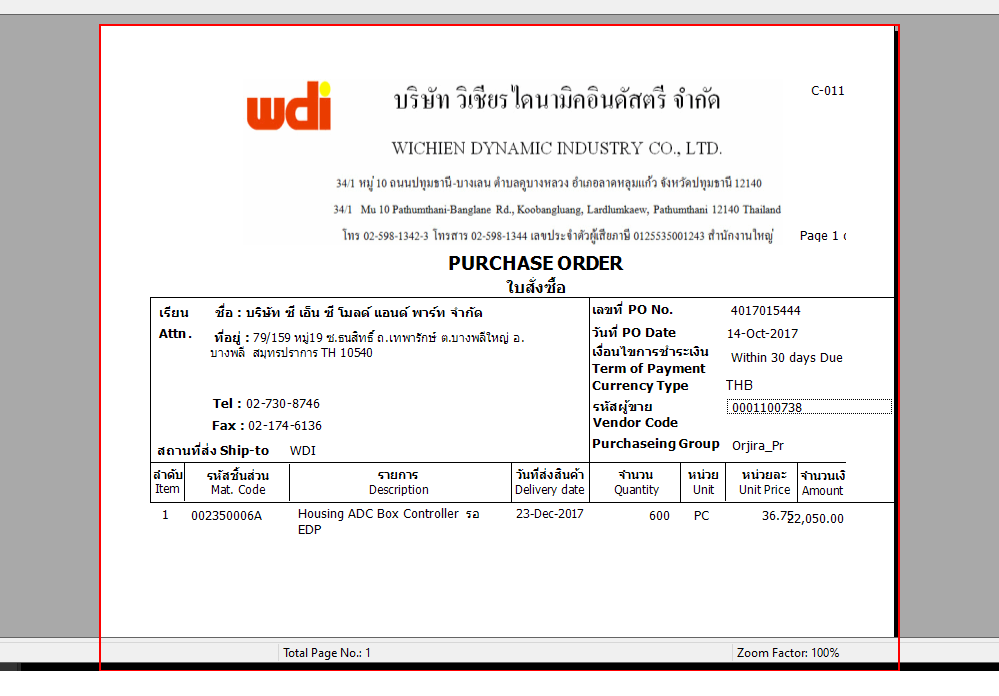 wdi
บริษัท วิเชียรไดนามิคอินดัสตรี จำกัด
C-011
WICHIEN DYNAMIC INDUSTRY CO., LTD.
34/1 หมู่ 10 ถนนปทุมธานี-บางเลน ตำบลคูบางหลวง อำเภอลาดหลุมแก้ว จังหวัดปทุมธานี 12140
34/1 Mu 10 Pathumthani-Banglane Rd., Koobangluang, Lardlumkaew, Pathumthani 12140 Thailand
โทร 02-598-1342-3 โทรสาร 02-598-1344 เลขประจำตัวผู้เสียภาษี 0125535001243 สำนักงานใหญ่ Page 1
PURCHASE ORDER
ใบสั่งซื้อ
เรียน ชื่อ : บริษัท ซี เอ็น ซี โมลด์ แอนด์ พาร์ท จำกัด
Attn. ที่อยู่ : 79/159 หมู่19 ซ.ธนสิทธิ์ ถ.เทพารักษ์ ต.บางพลีใหญ่ อ.
บางพลี สมุทรปราการ TH 10540
Tel : 02-730-8746
Fax : 02-174-6136
สถานที่ส่ง Ship-to WDI
เลขที่ PO No. 4017015444
วันที่ PO Date 14-Oct-2017
เงื่อนไขการชำระเงิน Within 30 days Due
Term of Payment
Currency Type THB
รหัสผู้ขาย 0001100738
Vendor Code
Purchaseing Group Orjira_Pr
ลำดับ รหัสชิ้นส่วน รายการ วันที่ส่งสินค้า จำนวน หน่วย หน่วยละ จำนวนเงิ
Item Mat. Code Description Delivery date Quantity Unit Unit Price Amount
1 002350006A Housing ADC Box Controller รอ 23-Dec-2017 600 PC 36.75 22,050.00
EDP
Total Page No.: 1 Zoom Factor: 100%